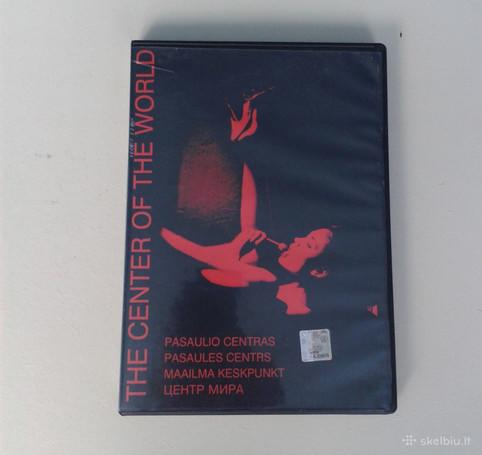 THE CENTER OF THE WORLD
PASAULIO CENTRAS
PASAULES CENTRS
MAAILMA KESKPUNKT
ЦЕНТР МИРА
skelbiu.lt